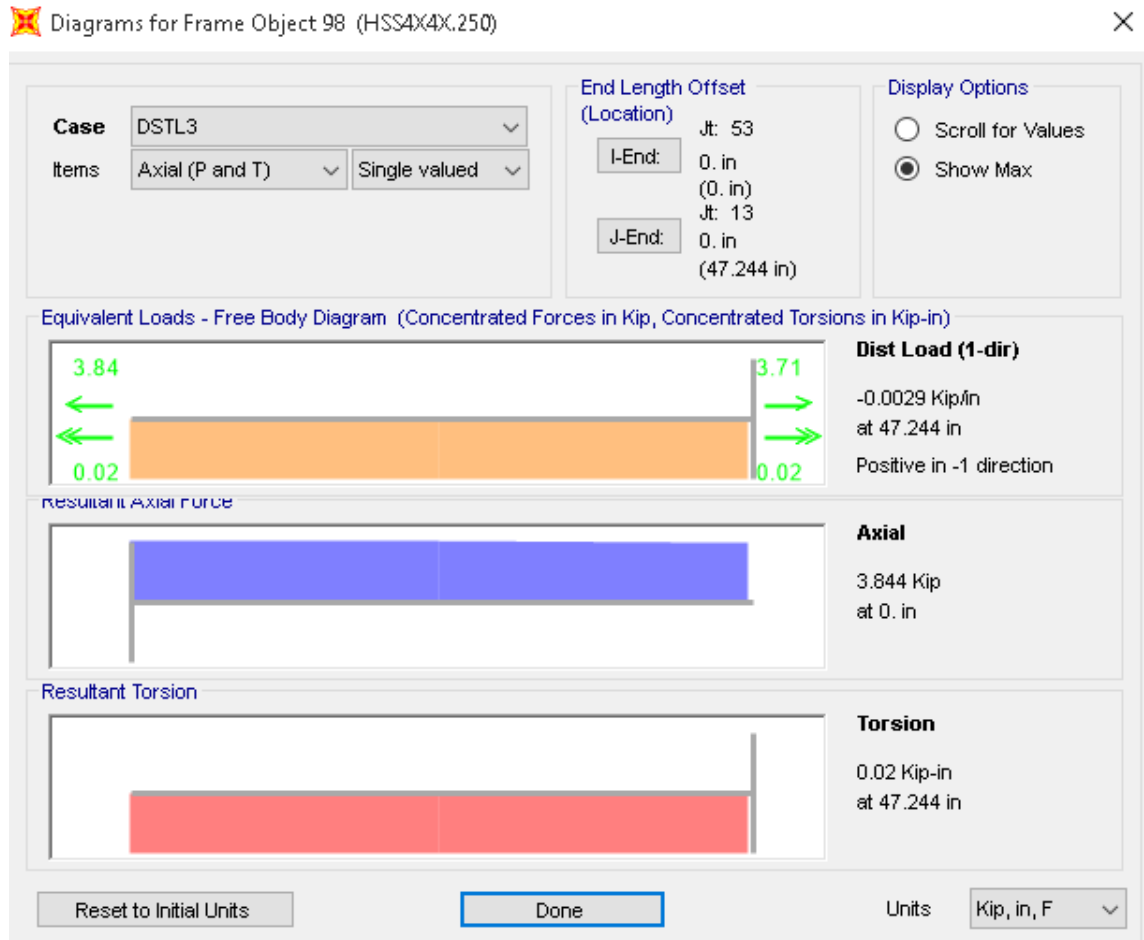 Diagrams for Frame Object 98 (HSS4X4X.250)
Case DSTL3
Items Axial (P and T) Single valued
End Length Offset
(Location)
I-End:
Jt: 53
0. in
(0. in)
J-End:
Jt: 13
0. in
(47.244 in)
Display Options
Scroll for Values
Show Max
Equivalent Loads - Free Body Diagram (Concentrated Forces in Kip, Concentrated Torsions in Kip-in)
3.84
3.71
0.02
0.02
Dist Load (1-dir)
-0.0029 Kip/in
at 47.244 in
Positive in -1 direction
Resultant Axial Force
Axial
3.844 Kip
at 0. in
Resultant Torsion
Torsion
0.02 Kip-in
at 47.244 in
Reset to Initial Units
Done
Units Kip, in, F